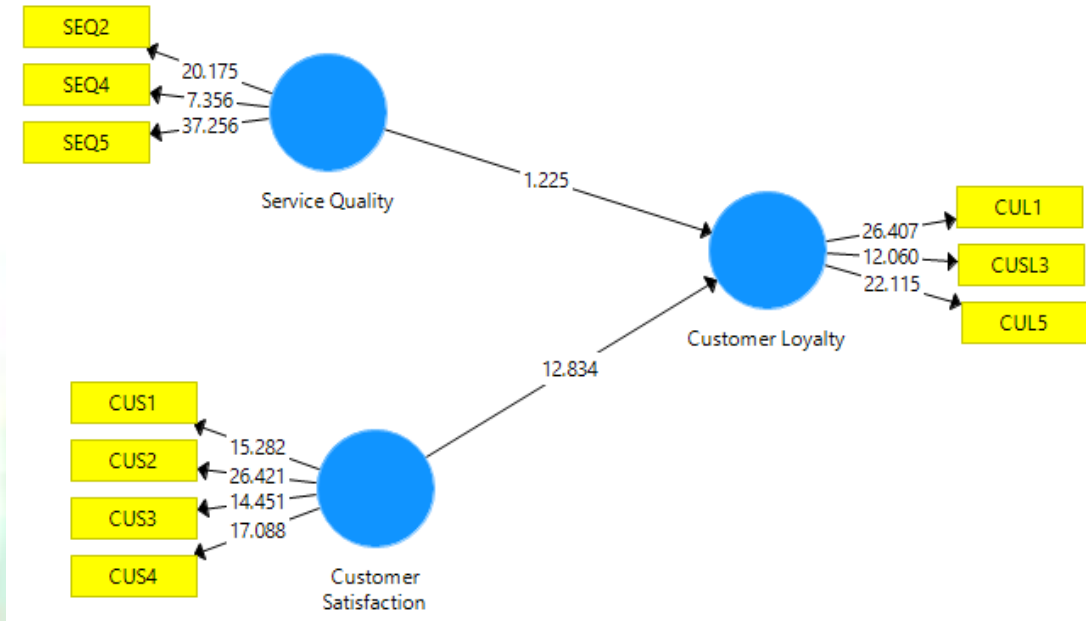 SEQ2
SEQ4
SEQ5
20.175
7.356
37.256
Service Quality
1.225
CUL1
CUSL3
CUL5
26.407
12.060
22.115
Customer Loyalty
12.834
CUS1
CUS2
CUS3
CUS4
15.282
26.421
14.451
17.088
Customer
Satisfaction